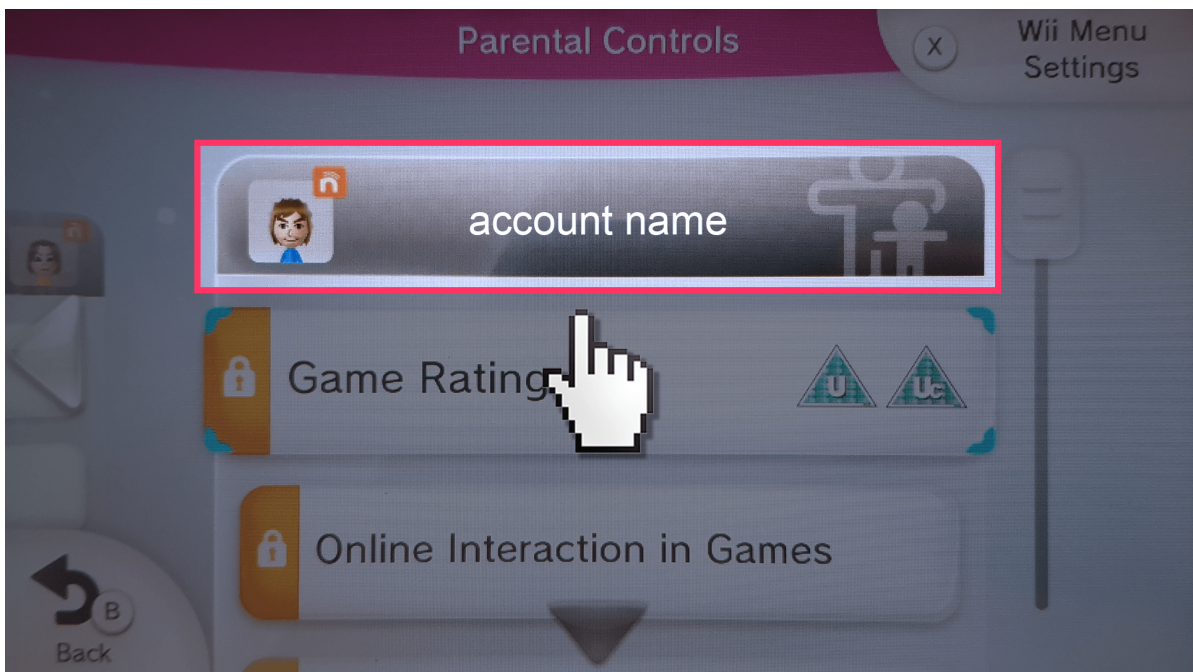 Parental Controls
X
Wii Menu
Settings
n
account name
Game Rating
U
Uc
Online Interaction in Games
B
Back